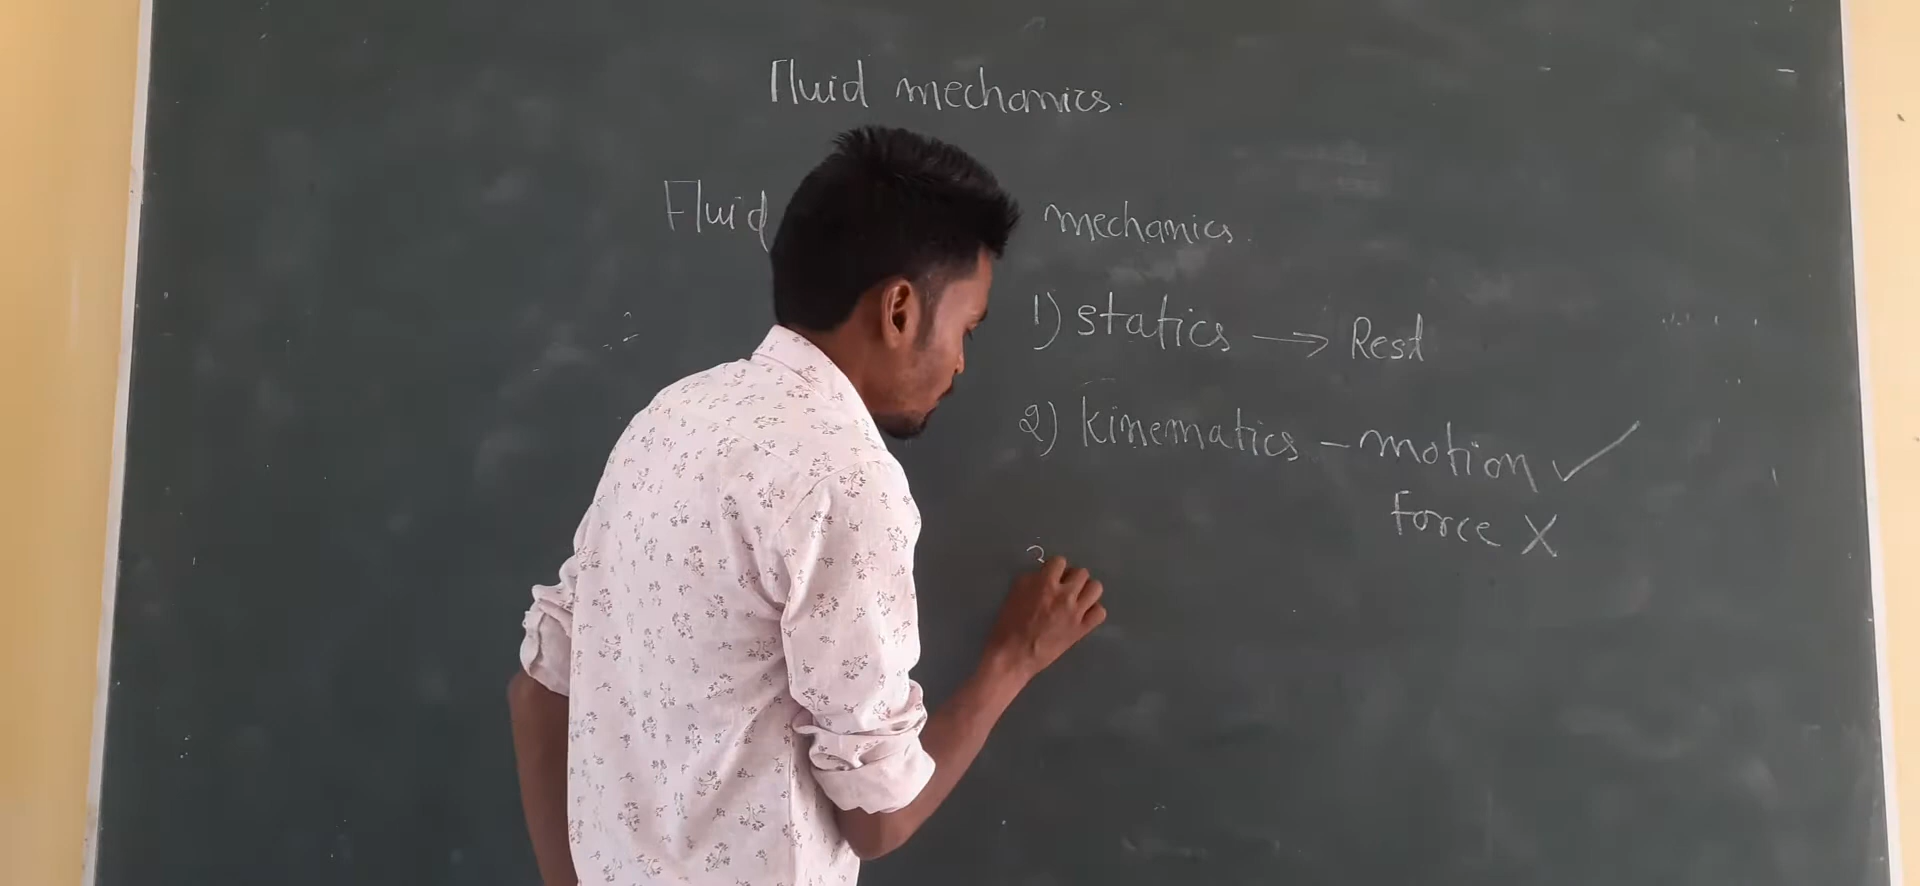 Fluid mechanics.
Fluid mechanics.
1) statics → Rest
2) kinematics - motion ✓
force X